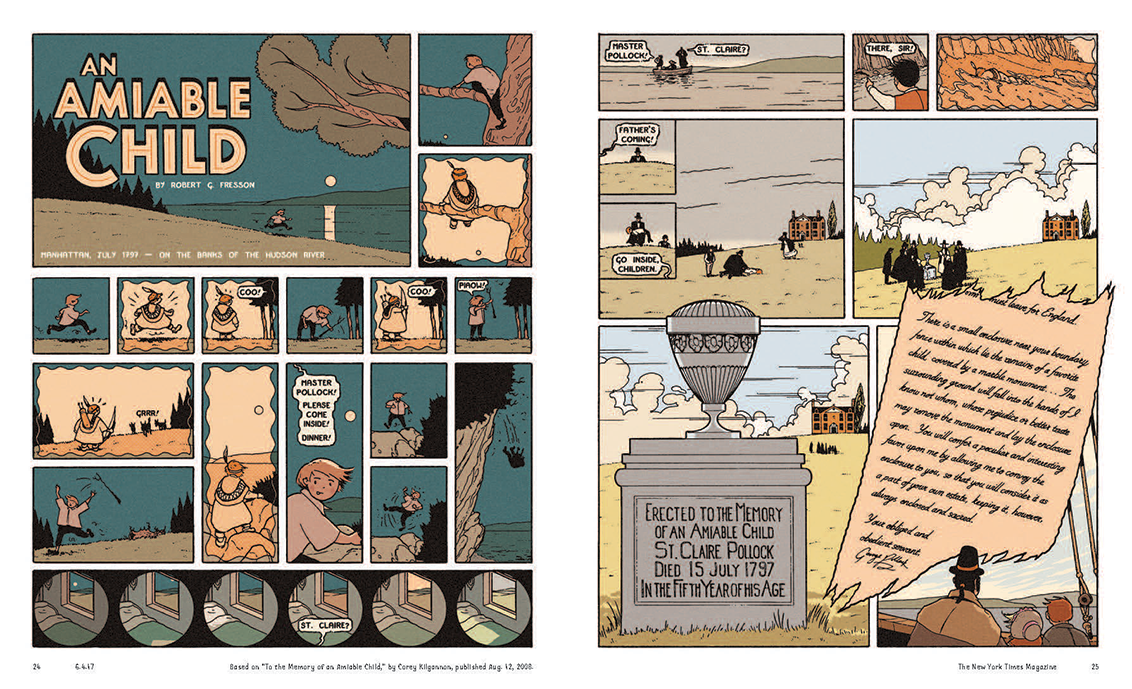 AN
AMIABLE
CHILD
BY ROBERT G. FRESSON
MANHATTAN, JULY 1797 — ON THE BANKS OF THE HUDSON RIVER
COO!
COO!
PIAOW!
GRRR!
MASTER
POLLOCK!
PLEASE
COME
INSIDE!
DINNER!
ST. CLAIRE?
24
6.4.17
Based on "To the Memory of an Amiable Child," by Corey Kilgannon, published Aug. 12, 2008.
MASTER
POLLOCK!
ST. CLAIRE?
THERE, SIR!
FATHER'S
COMING!
GO INSIDE,
CHILDREN.
must leave for England.
There is a small enclosure near your boundary
fence within which lie the remains of a favorite
child, covered by a marble monument.... The
surrounding ground will fall into the hands of I
know not whom, whose prejudice or better taste
may remove the monument and lay the enclosure
open. You will confer a peculiar and interesting
favor upon me by allowing me to convey the
enclosure to you, so that you will consider it as
a part of your own estate, keeping it, however,
always enclosed and sacred.
Your obliged and
obedient servant.
George Pollock
ERECTED TO THE MEMORY
OF AN AMIABLE CHILD
ST. CLAIRE POLLOCK
DIED 15 JULY 1797
IN THE FIFTH YEAR OF HIS AGE
The New York Times Magazine
25